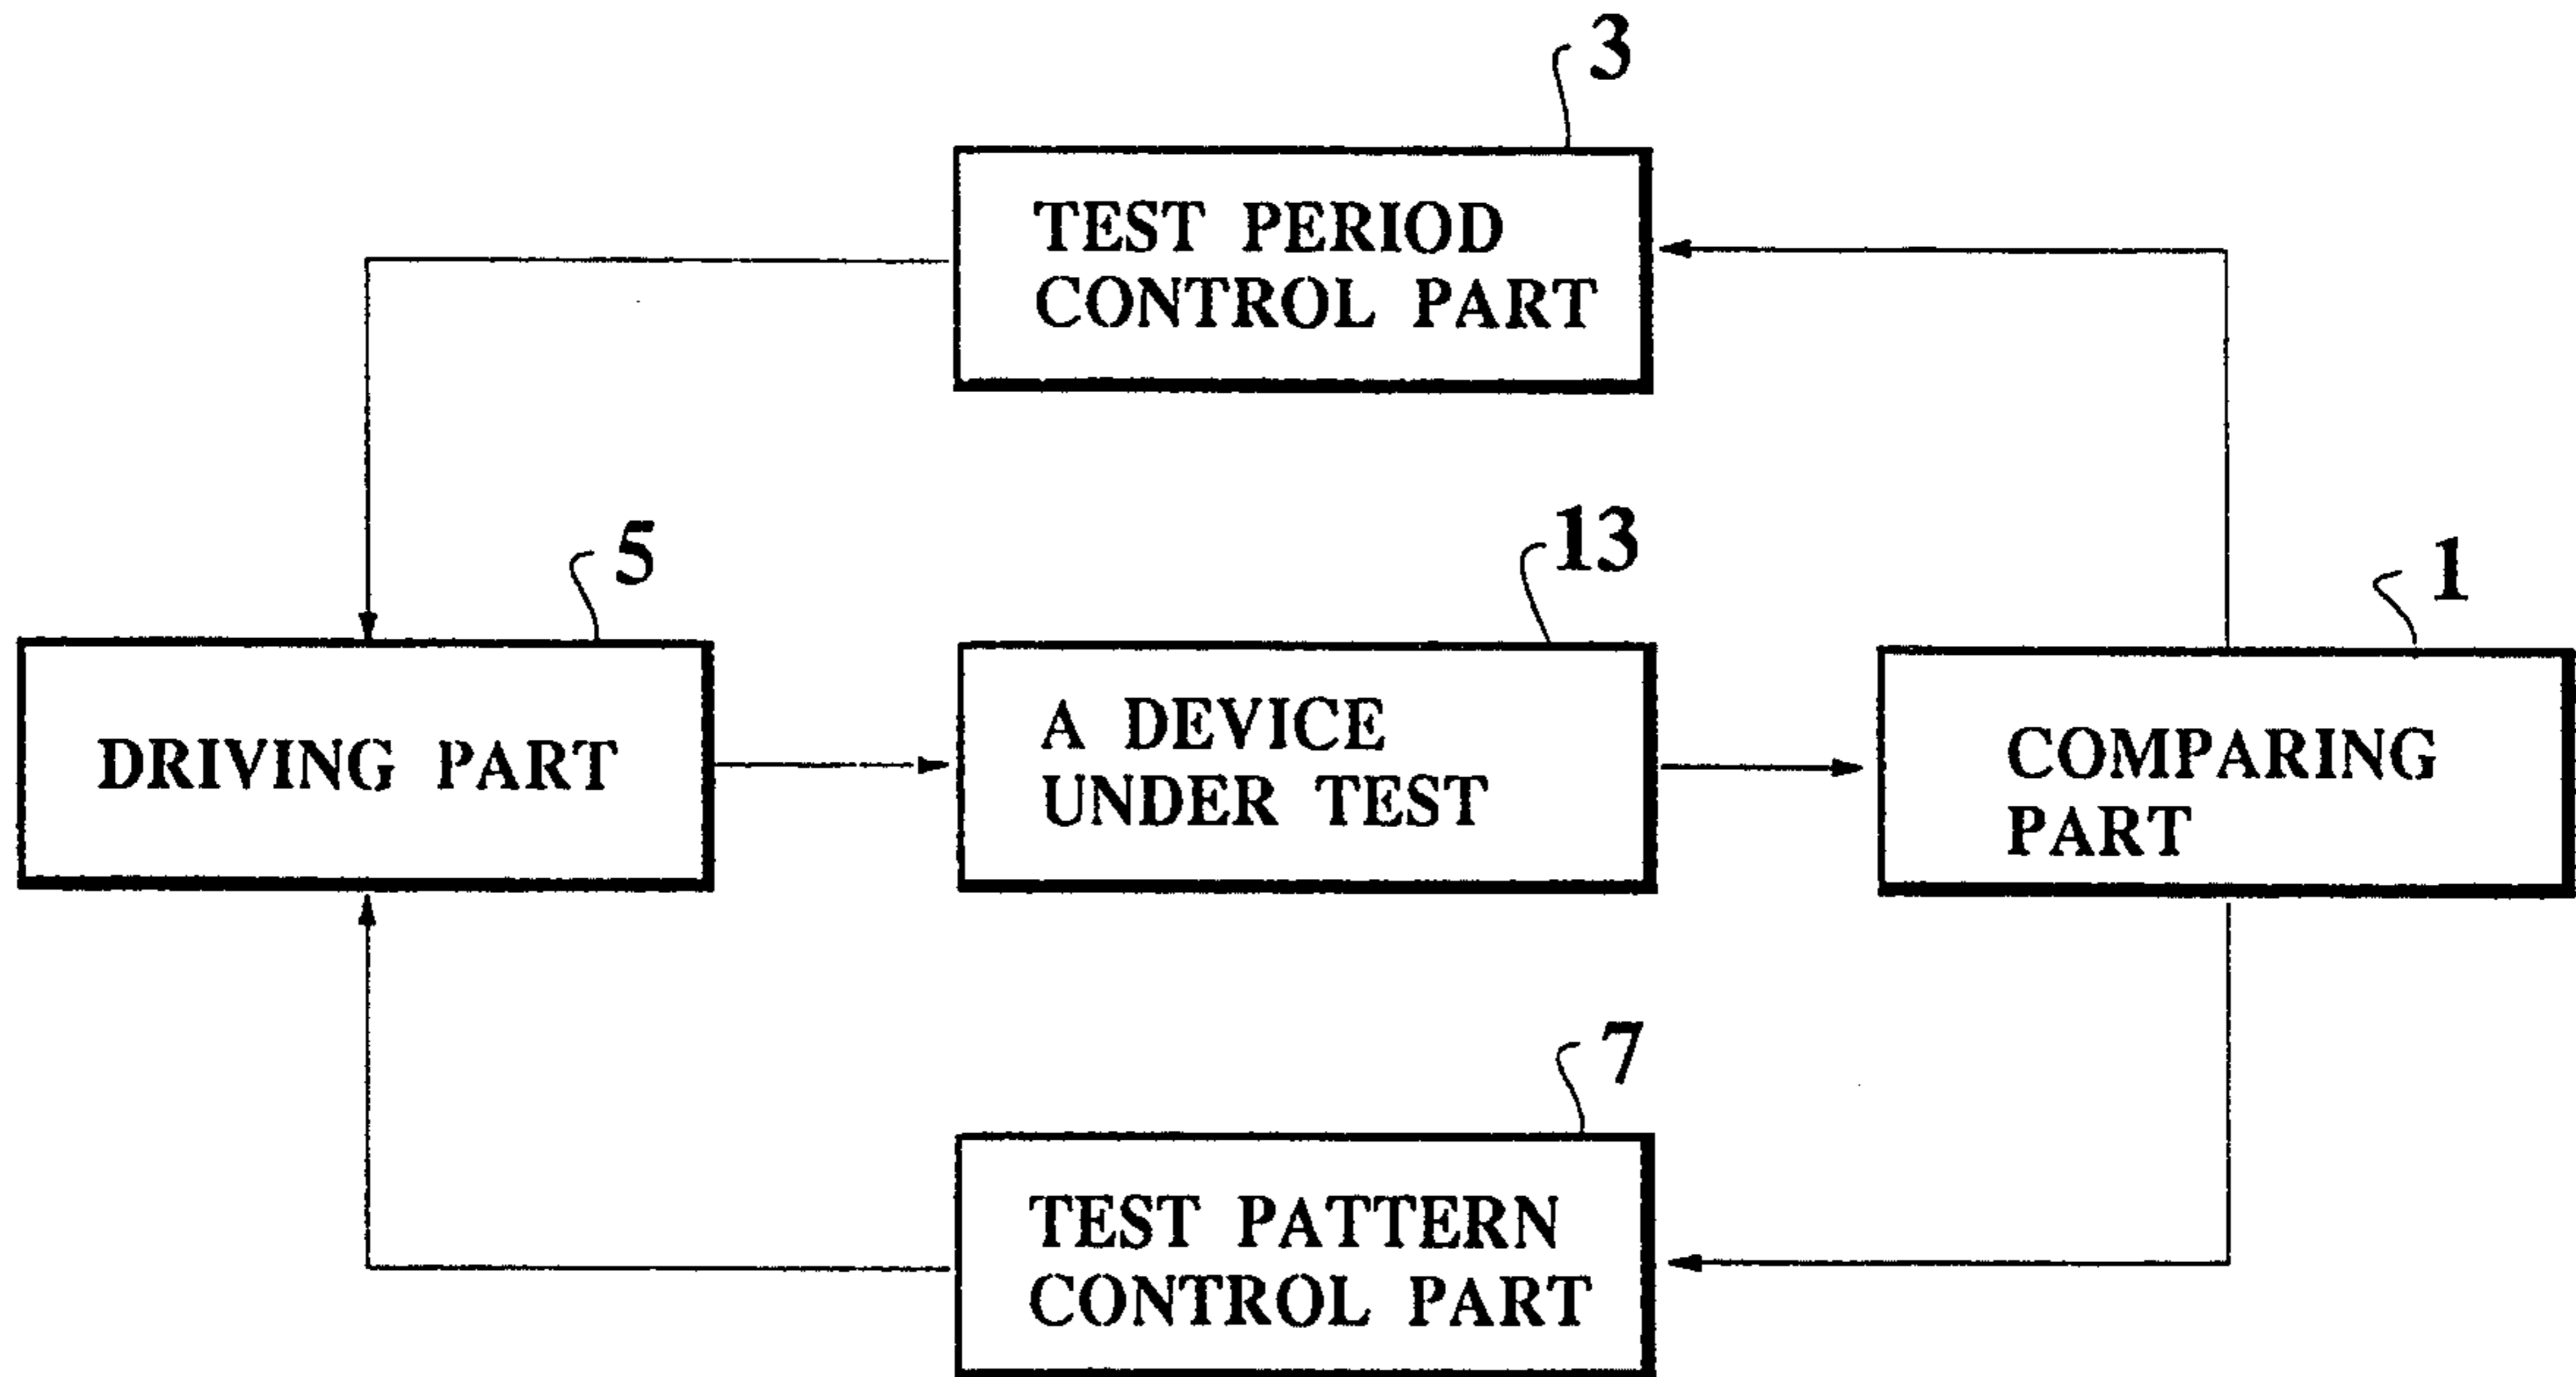 3
TEST PERIOD
CONTROL PART
5
DRIVING PART
13
A DEVICE
UNDER TEST
1
COMPARING
PART
7
TEST PATTERN
CONTROL PART